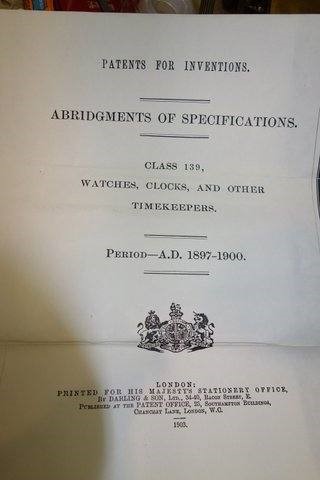 PATENTS FOR INVENTIONS.
ABRIDGMENTS OF SPECIFICATIONS.
CLASS 139,
WATCHES, CLOCKS, AND OTHER
TIMEKEEPERS.
PERIOD—A.D. 1897-1900.
LONDON:
PRINTED FOR HIS MAJESTY'S STATIONERY OFFICE,
BY DARLING & SON, LTD., 34-40, BACON STREET, E.
PUBLISHED AT THE PATENT OFFICE, 25, SOUTHAMPTON BUILDINGS,
CHANCERY LANE, LONDON, W.C.
1903.